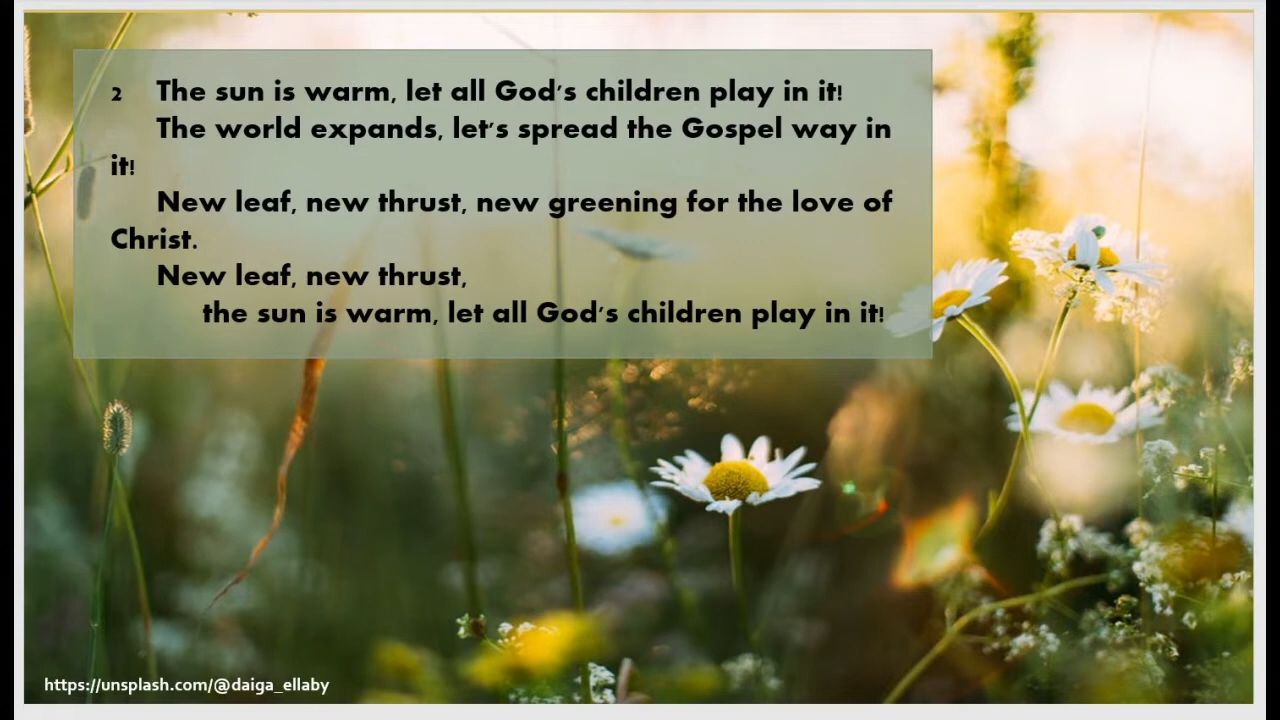 2 The sun is warm, let all God's children play in it!
The world expands, let's spread the Gospel way in
it!
New leaf, new thrust, new greening for the love of
Christ.
New leaf, new thrust,
the sun is warm, let all God's children play in it!
https://unsplash.com/@daiga_ellaby